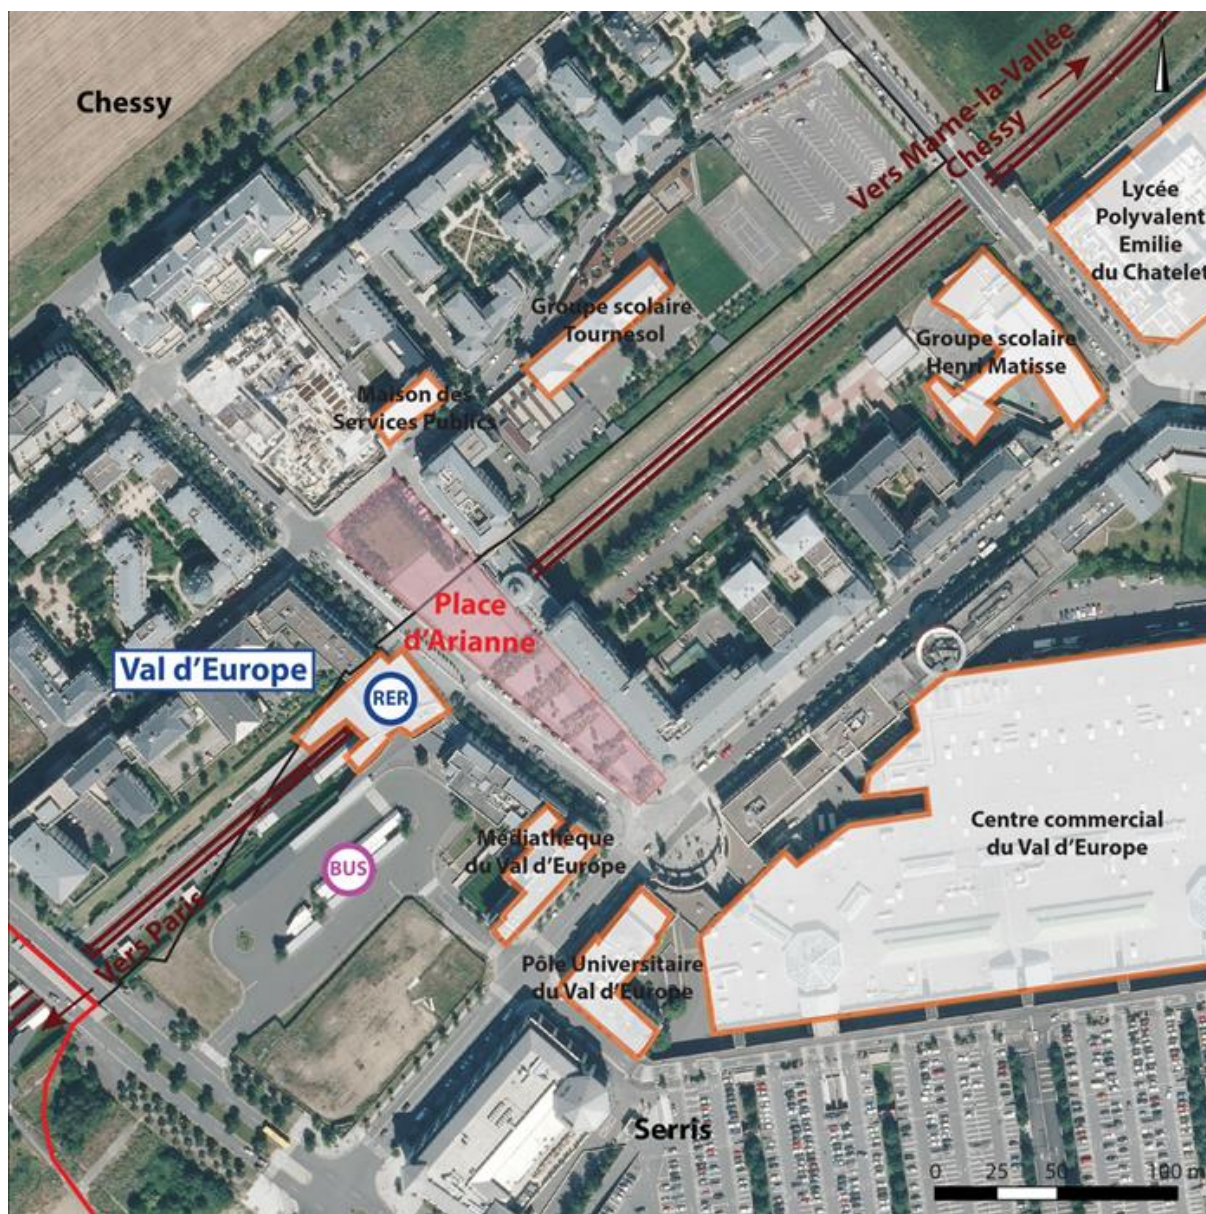 Chessy
Vers Marne-la-Vallée
Chessy
Lycée
Polyvalent
Emilie
du Chatelet
Groupe scolaire
Tournesol
Groupe scolaire
Henri Matisse
Maison des
Services Publics
Place
d'Arianne
Val d'Europe
RER
Médiathèque
du Val d'Europe
Centre commercial
du Val d'Europe
BUS
Vers Paris
Pôle Universitaire
du Val d'Europe
Serris
0 25 50 100 m